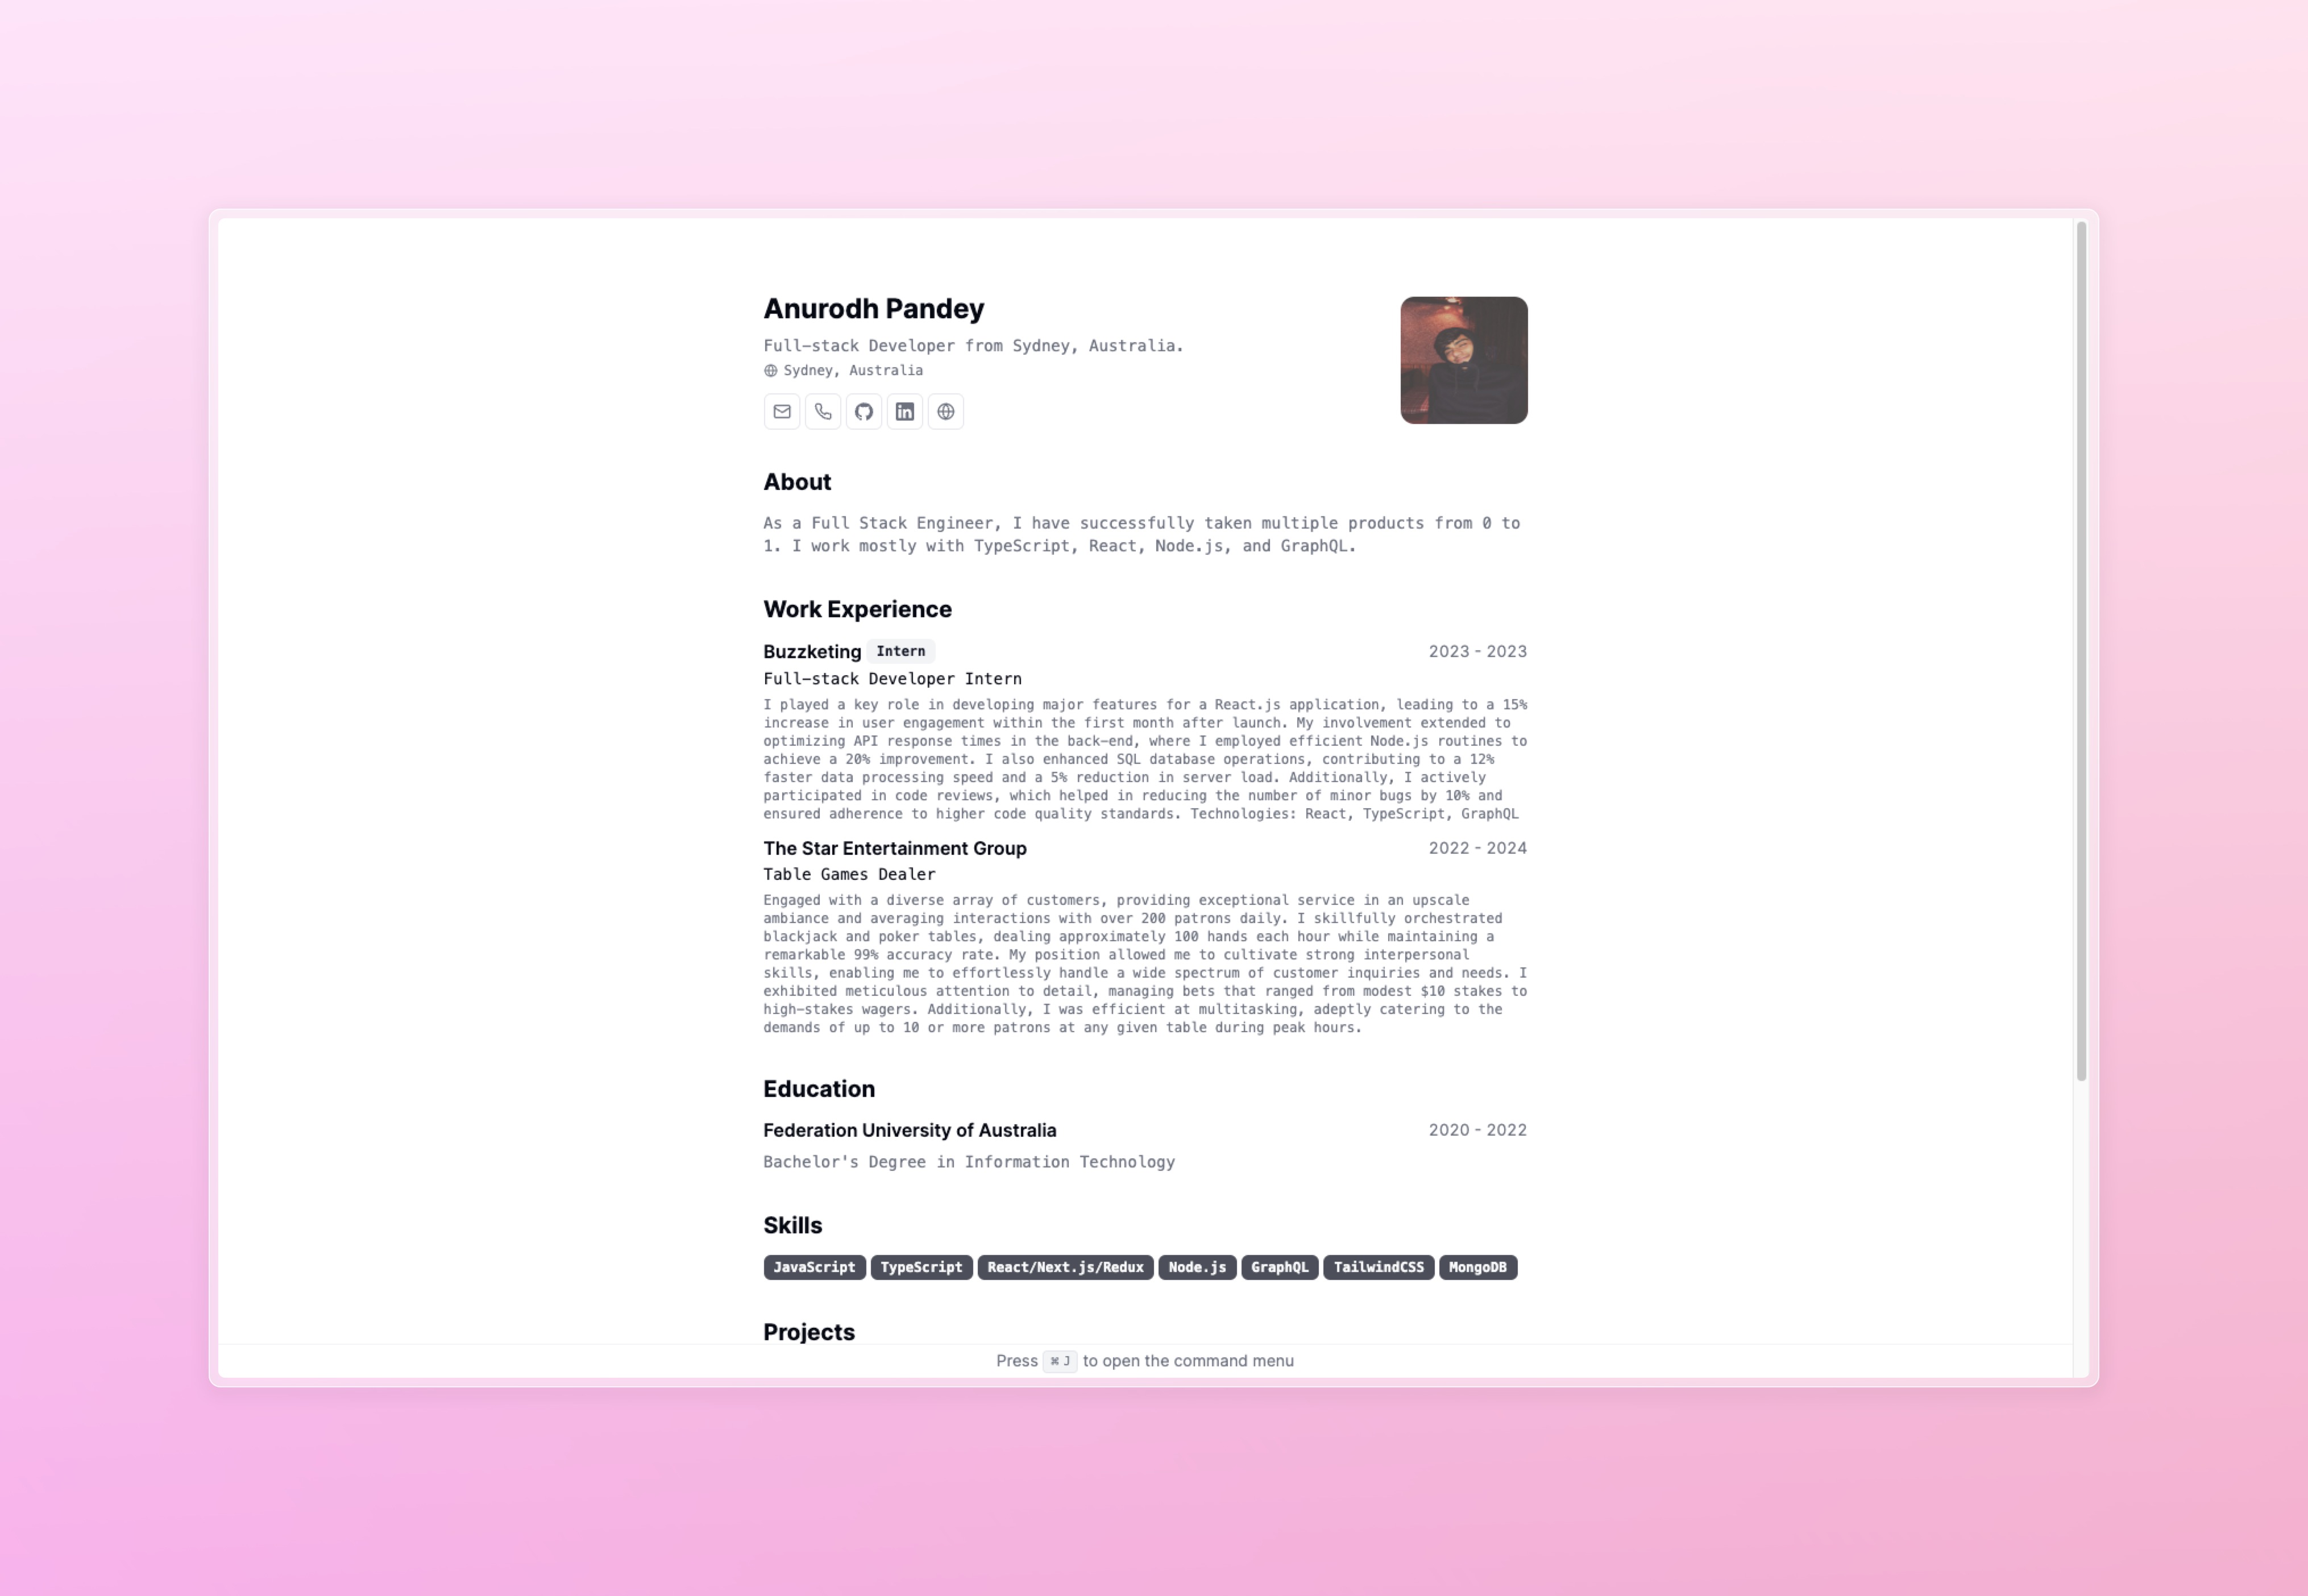 Anurodh Pandey
Full-stack Developer from Sydney, Australia.
Sydney, Australia
About
As a Full Stack Engineer, I have successfully taken multiple products from 0 to
1. I work mostly with TypeScript, React, Node.js, and GraphQL.
Work Experience
Buzzketing Intern 2023 - 2023
Full-stack Developer Intern
I played a key role in developing major features for a React.js application, leading to a 15%
increase in user engagement within the first month after launch. My involvement extended to
optimizing API response times in the back-end, where I employed efficient Node.js routines to
achieve a 20% improvement. I also enhanced SQL database operations, contributing to a 12%
faster data processing speed and a 5% reduction in server load. Additionally, I actively
participated in code reviews, which helped in reducing the number of minor bugs by 10% and
ensured adherence to higher code quality standards. Technologies: React, TypeScript, GraphQL
The Star Entertainment Group 2022 - 2024
Table Games Dealer
Engaged with a diverse array of customers, providing exceptional service in an upscale
ambiance and averaging interactions with over 200 patrons daily. I skillfully orchestrated
blackjack and poker tables, dealing approximately 100 hands each hour while maintaining a
remarkable 99% accuracy rate. My position allowed me to cultivate strong interpersonal
skills, enabling me to effortlessly handle a wide spectrum of customer inquiries and needs. I
exhibited meticulous attention to detail, managing bets that ranged from modest $10 stakes to
high-stakes wagers. Additionally, I was efficient at multitasking, adeptly catering to the
demands of up to 10 or more patrons at any given table during peak hours.
Education
Federation University of Australia 2020 - 2022
Bachelor's Degree in Information Technology
Skills
JavaScript TypeScript React/Next.js/Redux Node.js GraphQL TailwindCSS MongoDB
Projects
Press ⌘ J to open the command menu